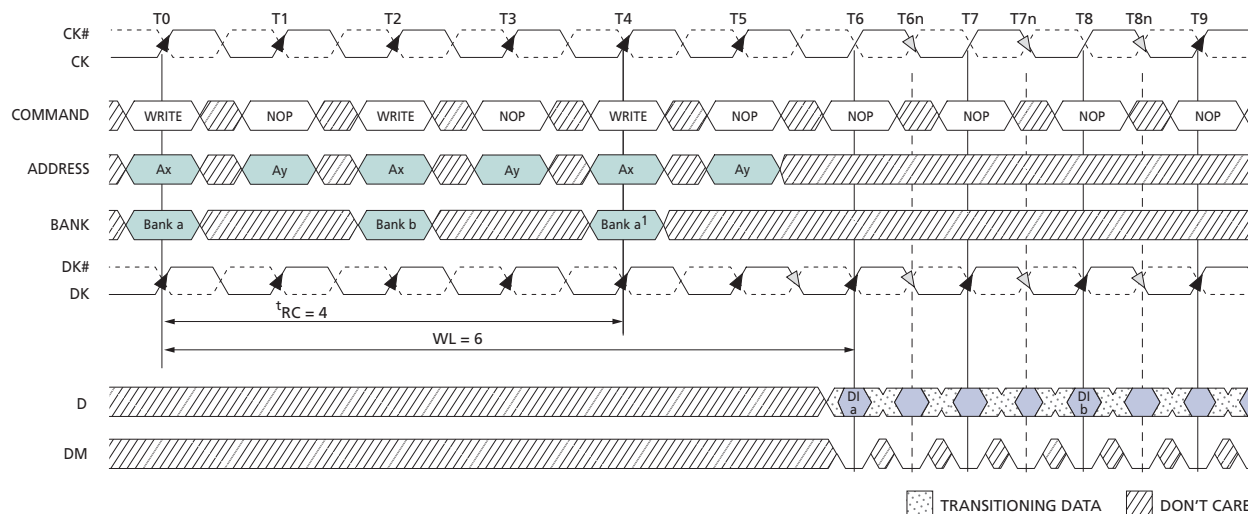 T0 T1 T2 T3 T4 T5 T6 T6n T7 T7n T8 T8n T9
CK#
CK
COMMAND WRITE NOP WRITE NOP WRITE NOP NOP NOP NOP NOP
ADDRESS Ax Ay Ax Ay Ax Ay
BANK Bank a Bank b Bank a1
DK#
DK
tRC = 4
WL = 6
D DI a DI b
DM
TRANSITIONING DATA DON'T CARE